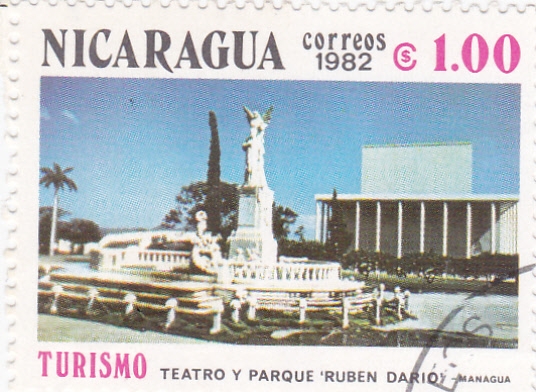 NICARAGUA correos 1982 C$ 1.00
TURISMO TEATRO Y PARQUE 'RUBEN DARIO' -MANAGUA